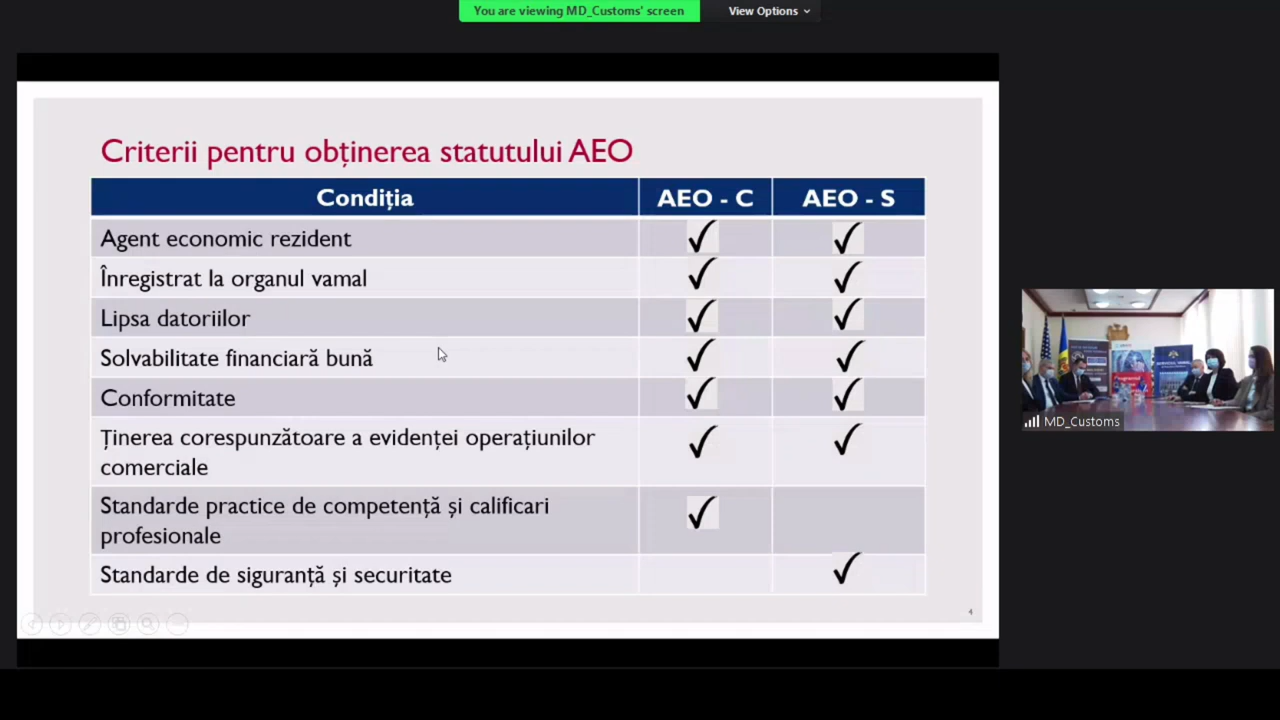 You are viewing MD_Customs' screen
View Options
Criterii pentru obținerea statutului AEO
Condiția AEO - C AEO - S
Agent economic rezident ✓ ✓
Înregistrat la organul vamal ✓ ✓
Lipsa datoriilor ✓ ✓
Solvabilitate financiară bună ✓ ✓
Conformitate ✓ ✓
Ținerea corespunzătoare a evidenței operațiunilor
comerciale ✓ ✓
Standarde practice de competență și calificari
profesionale ✓
Standarde de siguranță și securitate ✓
4
MD_Customs